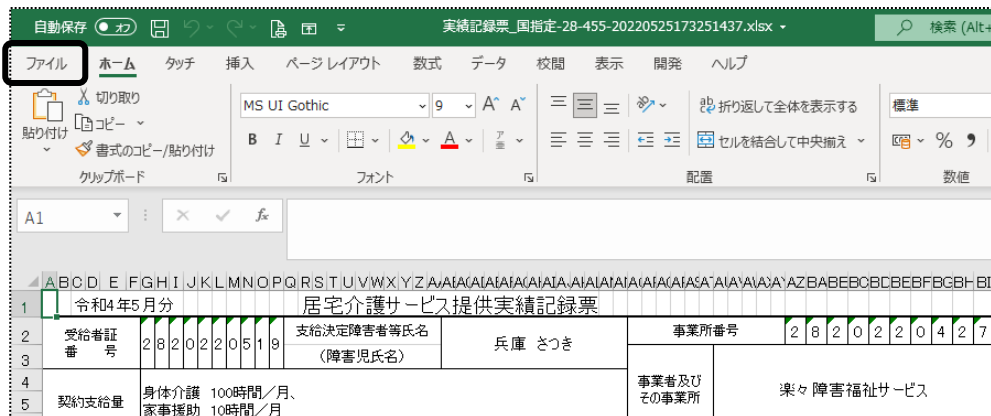 自動保存 オフ 実績記録票_国指定-28-455-20220525173251437.xlsx 検索 (Alt+
ファイル ホーム タッチ 挿入 ページ レイアウト 数式 データ 校閲 表示 開発 ヘルプ
貼り付け
切り取り
コピー
書式のコピー/貼り付け
クリップボード
MS UI Gothic 9 A^ A˅
B I U A
フォント
折り返して全体を表示する
セルを結合して中央揃え
配置
標準
% 9
数値
A1 fx
A B C D E F G H I J K L M N O P Q R S T U V W X Y Z
1 令和4年5月分 居宅介護サービス提供実績記録票
2 受給者証 番号 2 8 2 0 2 2 0 5 1 9 支給決定障害者等氏名 兵庫 さつき 事業所番号 2 8 2 0 2 2 0 4 2 7
3 (障害児氏名)
4 契約支給量 身体介護 100時間/月、 事業者及び 楽々障害福祉サービス
5 家事援助 10時間/月 その事業所